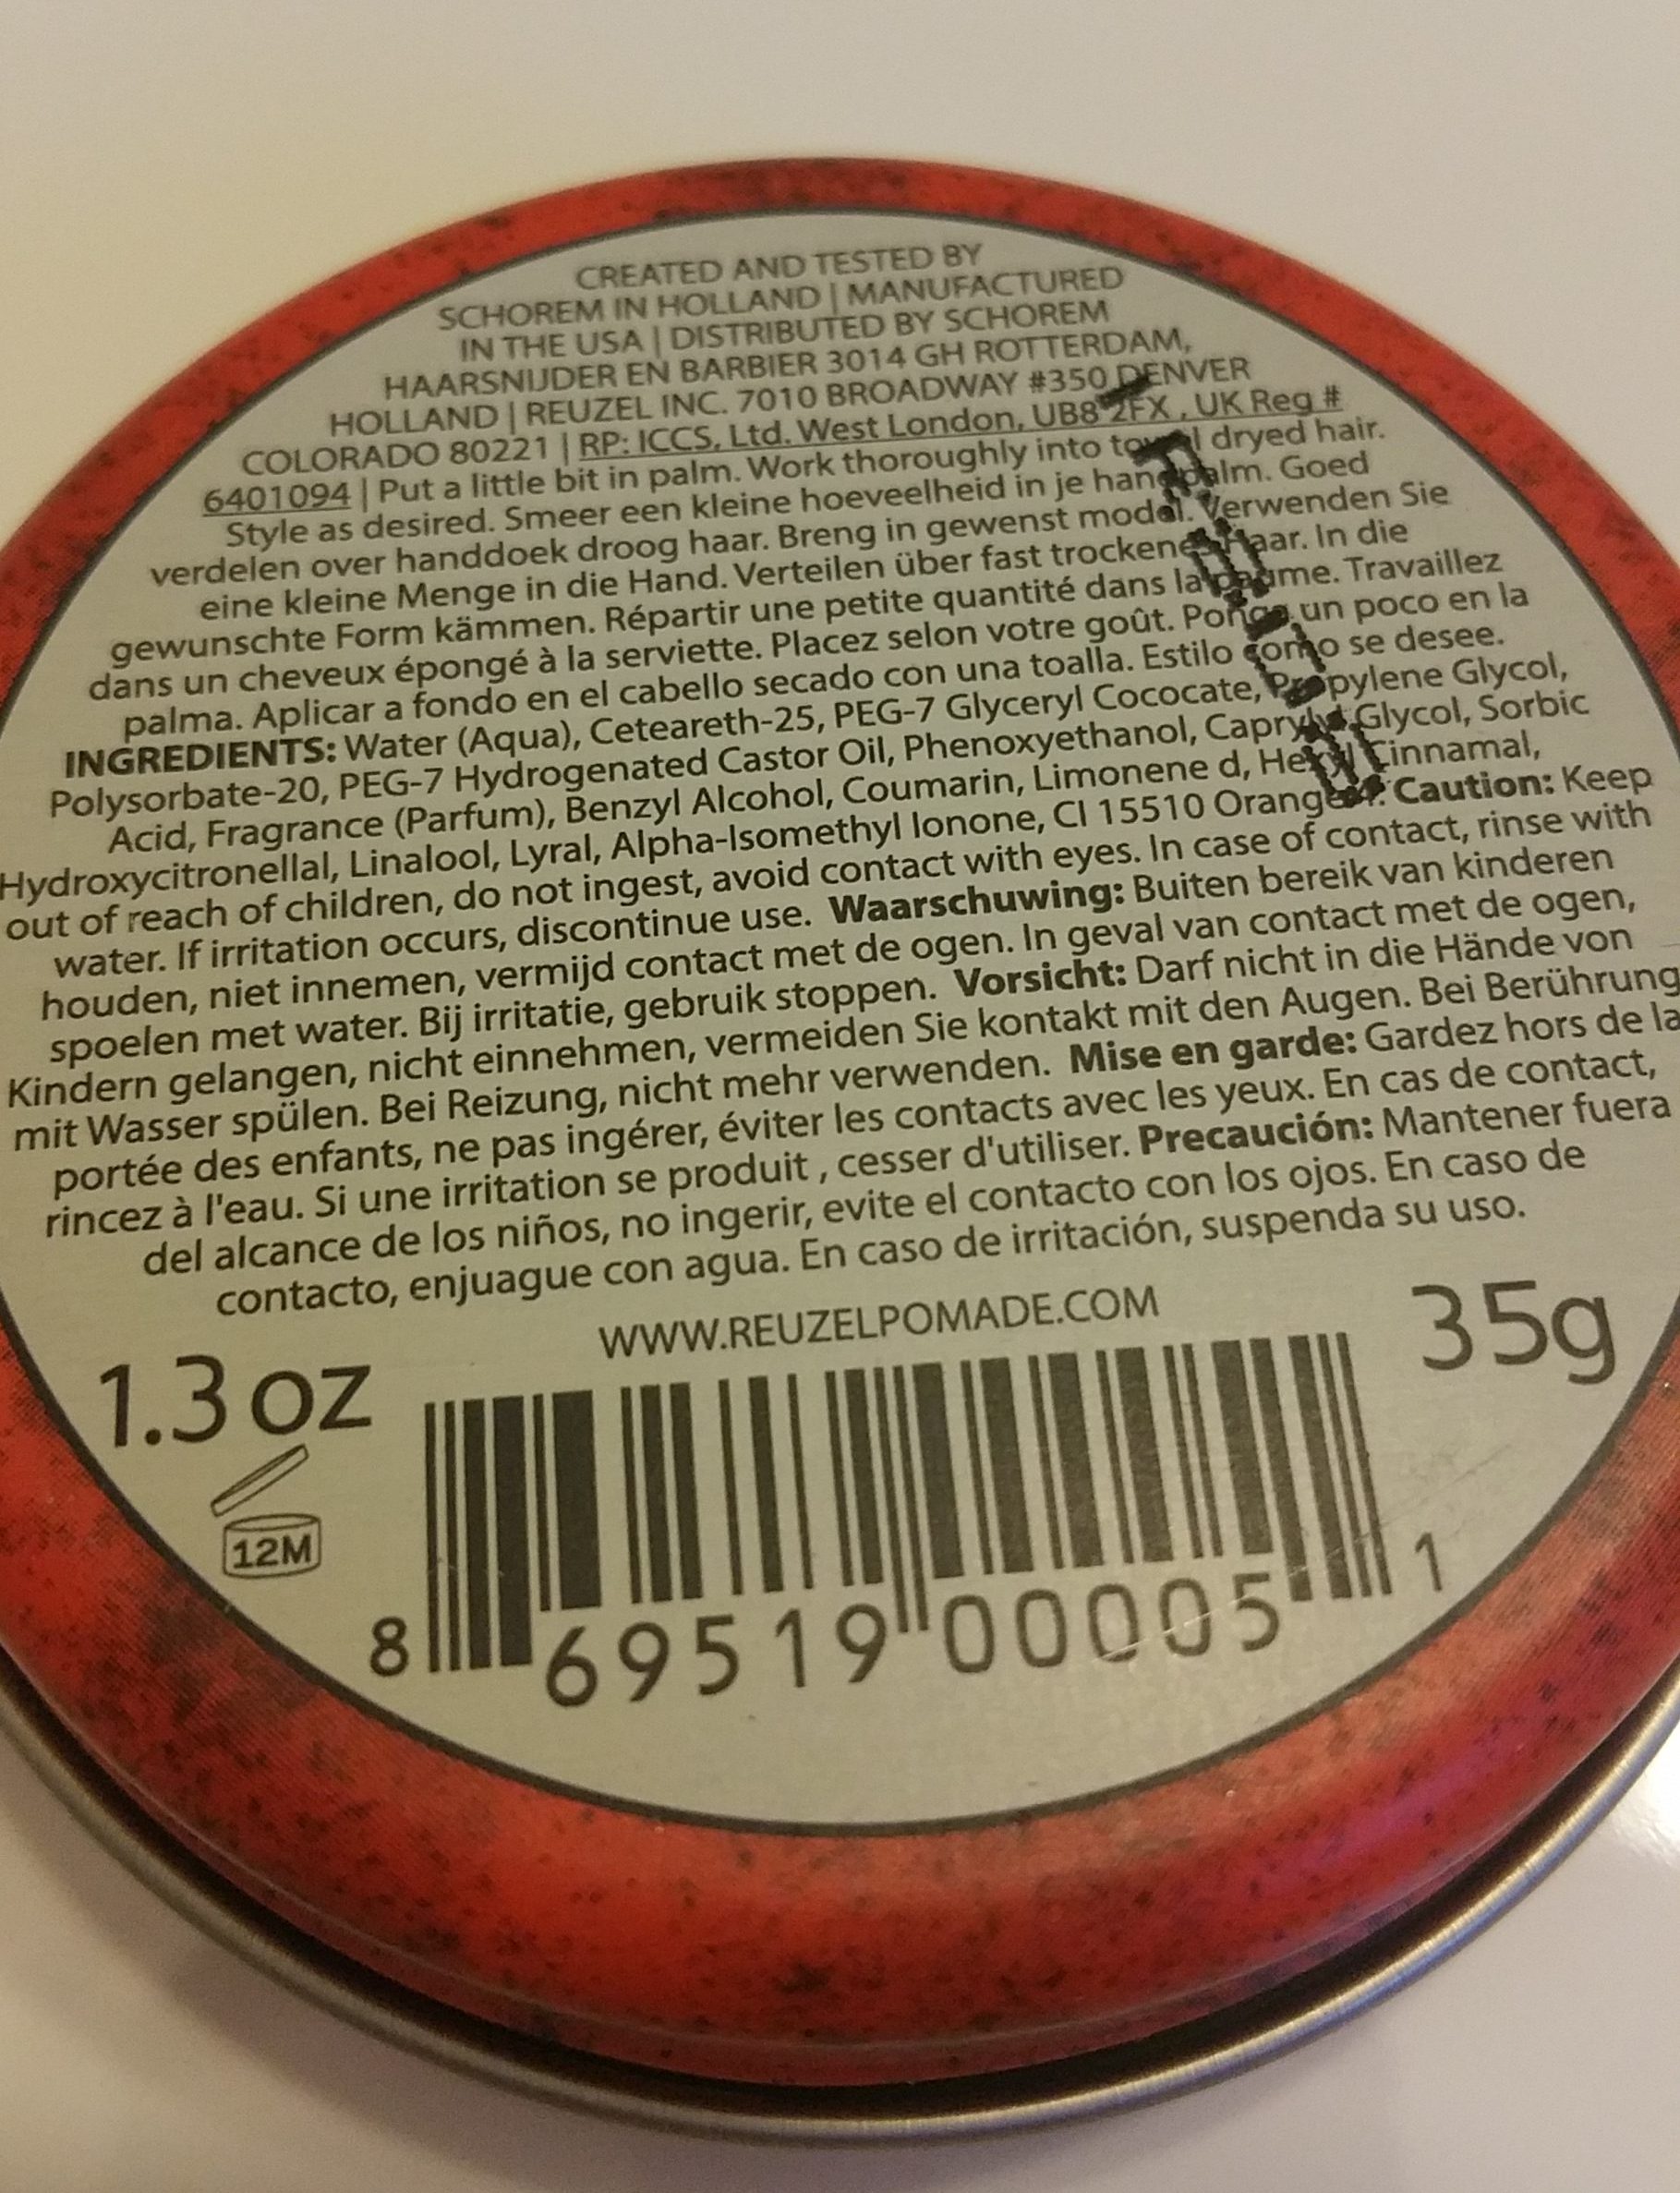 CREATED AND TESTED BY
SCHOREM IN HOLLAND | MANUFACTURED
IN THE USA | DISTRIBUTED BY SCHOREM
HAARSNIJDER EN BARBIER 3014 GH ROTTERDAM,
HOLLAND | REUZEL INC. 7010 BROADWAY #350 DENVER
COLORADO 80221 | RP: ICCS, Ltd. West London, UB8 2FX , UK Reg #
6401094 | Put a little bit in palm. Work thoroughly into towel dryed hair.
Style as desired. Smeer een kleine hoeveelheid in je handpalm. Goed
verdelen over handdoek droog haar. Breng in gewenst model. Verwenden Sie
eine kleine Menge in die Hand. Verteilen über fast trockenes Haar. In die
gewunschte Form kämmen. Répartir une petite quantité dans la paume. Travaillez
dans un cheveux épongé à la serviette. Placez selon votre goût. Ponga un poco en la
palma. Aplicar a fondo en el cabello secado con una toalla. Estilo como se desee.
INGREDIENTS: Water (Aqua), Ceteareth-25, PEG-7 Glyceryl Cococate, Propylene Glycol,
Polysorbate-20, PEG-7 Hydrogenated Castor Oil, Phenoxyethanol, Caprylyl Glycol, Sorbic
Acid, Fragrance (Parfum), Benzyl Alcohol, Coumarin, Limonene d, Hexyl Cinnamal,
Hydroxycitronellal, Linalool, Lyral, Alpha-Isomethyl Ionone, CI 15510 Orange 4. Caution: Keep
out of reach of children, do not ingest, avoid contact with eyes. In case of contact, rinse with
water. If irritation occurs, discontinue use. Waarschuwing: Buiten bereik van kinderen
houden, niet innemen, vermijd contact met de ogen. In geval van contact met de ogen,
spoelen met water. Bij irritatie, gebruik stoppen. Vorsicht: Darf nicht in die Hände von
Kindern gelangen, nicht einnehmen, vermeiden Sie kontakt mit den Augen. Bei Berührung
mit Wasser spülen. Bei Reizung, nicht mehr verwenden. Mise en garde: Gardez hors de la
portée des enfants, ne pas ingérer, éviter les contacts avec les yeux. En cas de contact,
rincez à l'eau. Si une irritation se produit , cesser d'utiliser. Precaución: Mantener fuera
del alcance de los niños, no ingerir, evite el contacto con los ojos. En caso de
contacto, enjuague con agua. En caso de irritación, suspenda su uso.
WWW.REUZELPOMADE.COM
1.3 oz
35g
12M
8 69519 00005 1